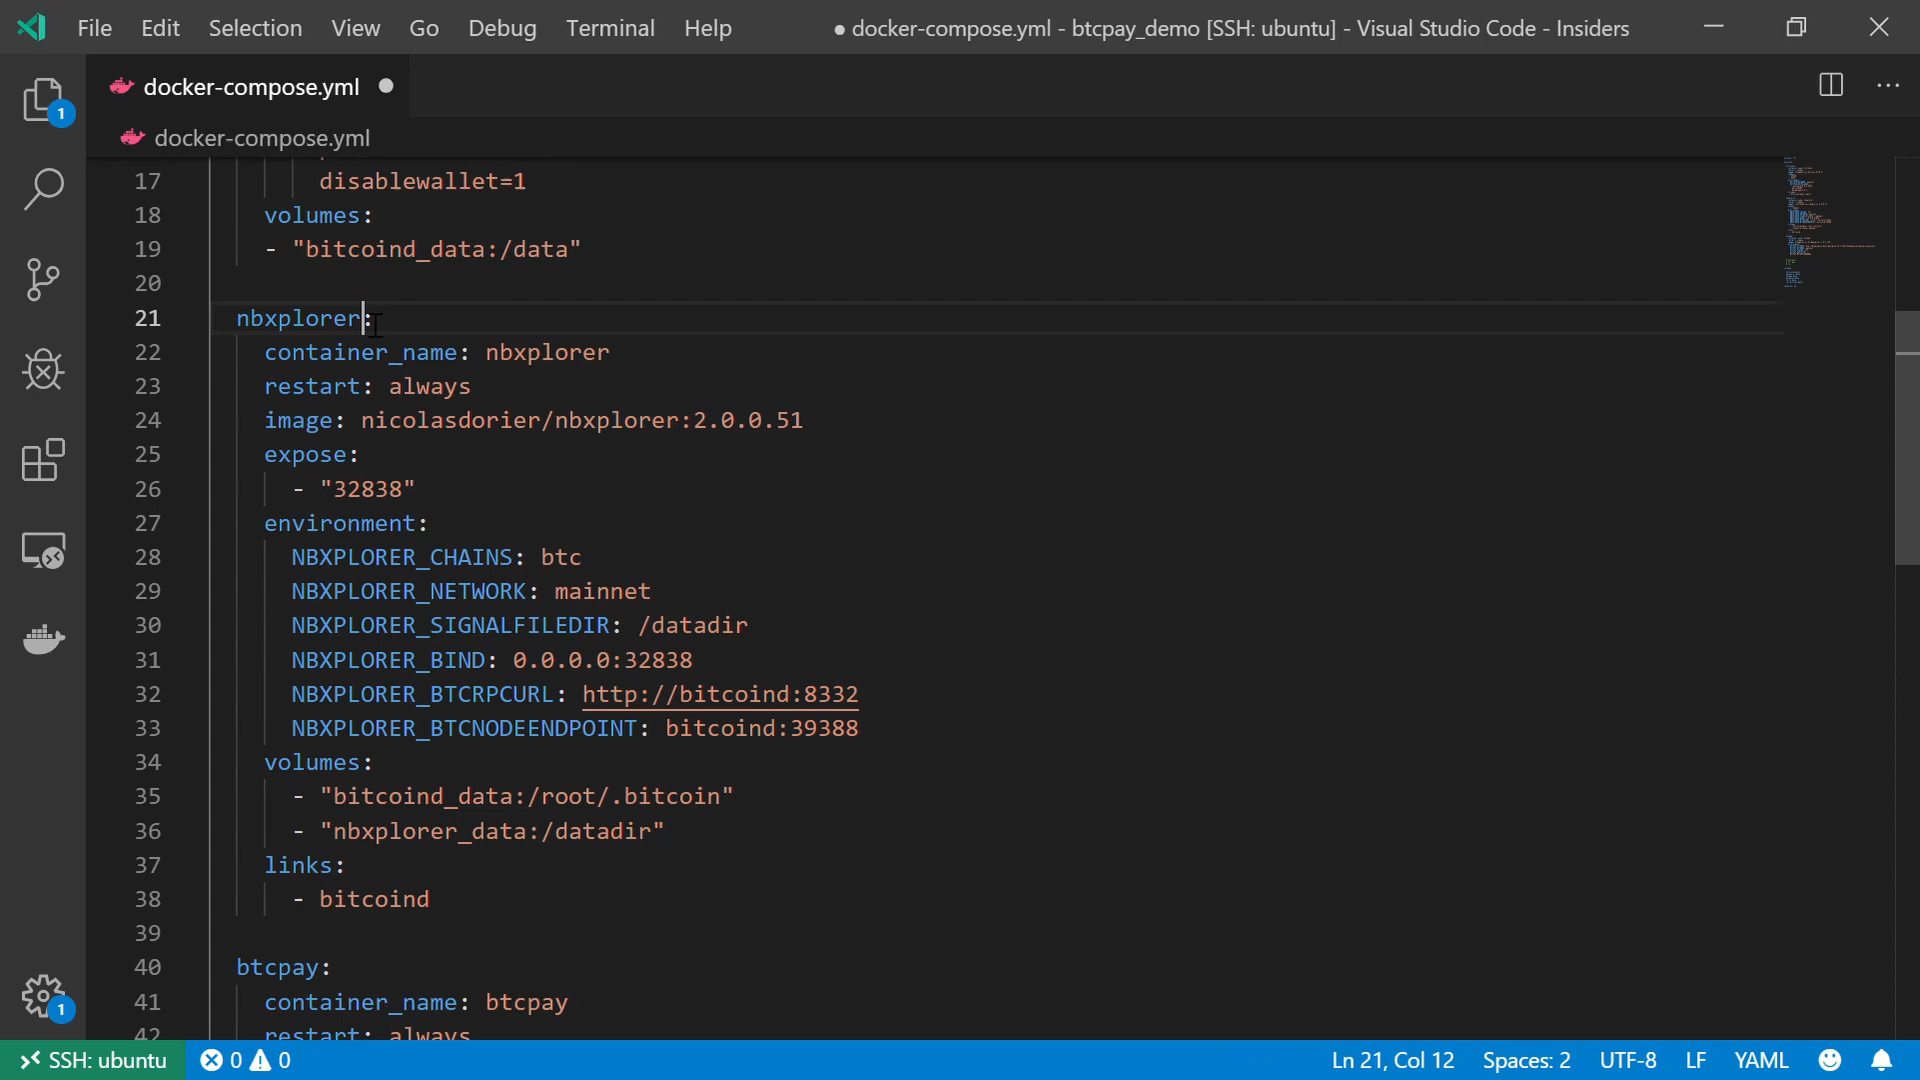 File Edit Selection View Go Debug Terminal Help
● docker-compose.yml - btcpay_demo [SSH: ubuntu] - Visual Studio Code - Insiders
docker-compose.yml
1
docker-compose.yml
17 disablewallet=1
18 volumes:
19 - "bitcoind_data:/data"
20
21 nbxplorer:
22 container_name: nbxplorer
23 restart: always
24 image: nicolasdorier/nbxplorer:2.0.0.51
25 expose:
26 - "32838"
27 environment:
28 NBXPLORER_CHAINS: btc
29 NBXPLORER_NETWORK: mainnet
30 NBXPLORER_SIGNALFILEDIR: /datadir
31 NBXPLORER_BIND: 0.0.0.0:32838
32 NBXPLORER_BTCRPCURL: http://bitcoind:8332
33 NBXPLORER_BTCNODEENDPOINT: bitcoind:39388
34 volumes:
35 - "bitcoind_data:/root/.bitcoin"
36 - "nbxplorer_data:/datadir"
37 links:
38 - bitcoind
39
40 btcpay:
41 container_name: btcpay
42 restart: always
1
SSH: ubuntu 0 0 Ln 21, Col 12 Spaces: 2 UTF-8 LF YAML